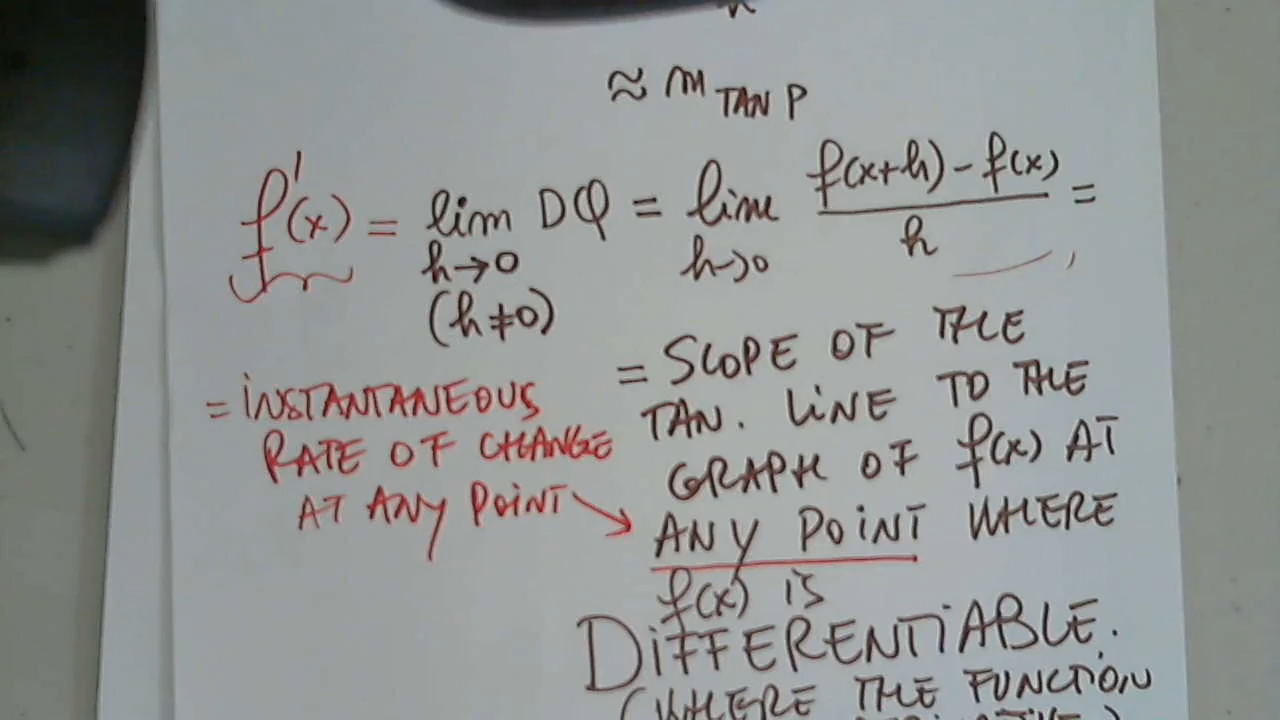 ≈ m TAN P
f'(x) = lim h→0 (h≠0) DQ = lim h→0 f(x+h) - f(x) / h =
= INSTANTANEOUS
RATE OF CHANGE
AT ANY POINT
= SLOPE OF THE
TAN. LINE TO THE
GRAPH OF f(x) AT
ANY POINT WHERE
f(x) is
DIFFERENTIABLE.
(WHERE THE FUNCTION